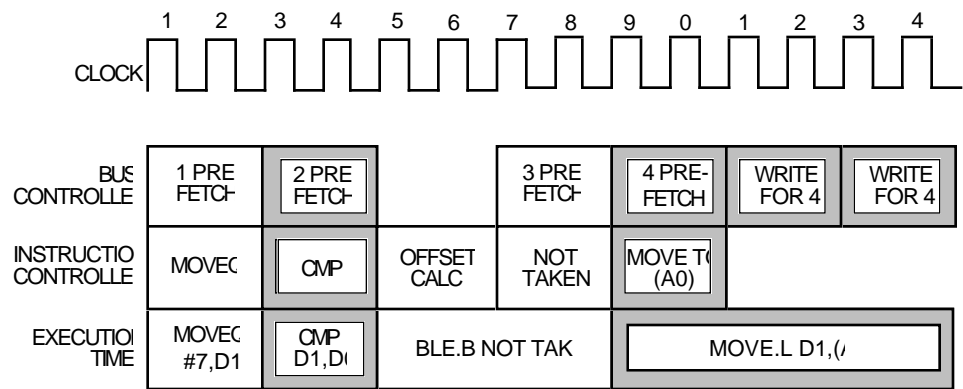 1 2 3 4 5 6 7 8 9 0 1 2 3 4
CLOCK
BUS
CONTROLLE
1 PRE
FETCH
2 PRE
FETCH
3 PRE
FETCH
4 PRE-
FETCH
WRITE
FOR 4
WRITE
FOR 4
INSTRUCTIO
CONTROLLE
MOVEQ
CMP
OFFSET
CALC
NOT
TAKEN
MOVE TO
(A0)
EXECUTION
TIME
MOVEQ
#7,D1
CMP
D1,D0
BLE.B NOT TAK
MOVE.L D1,(A